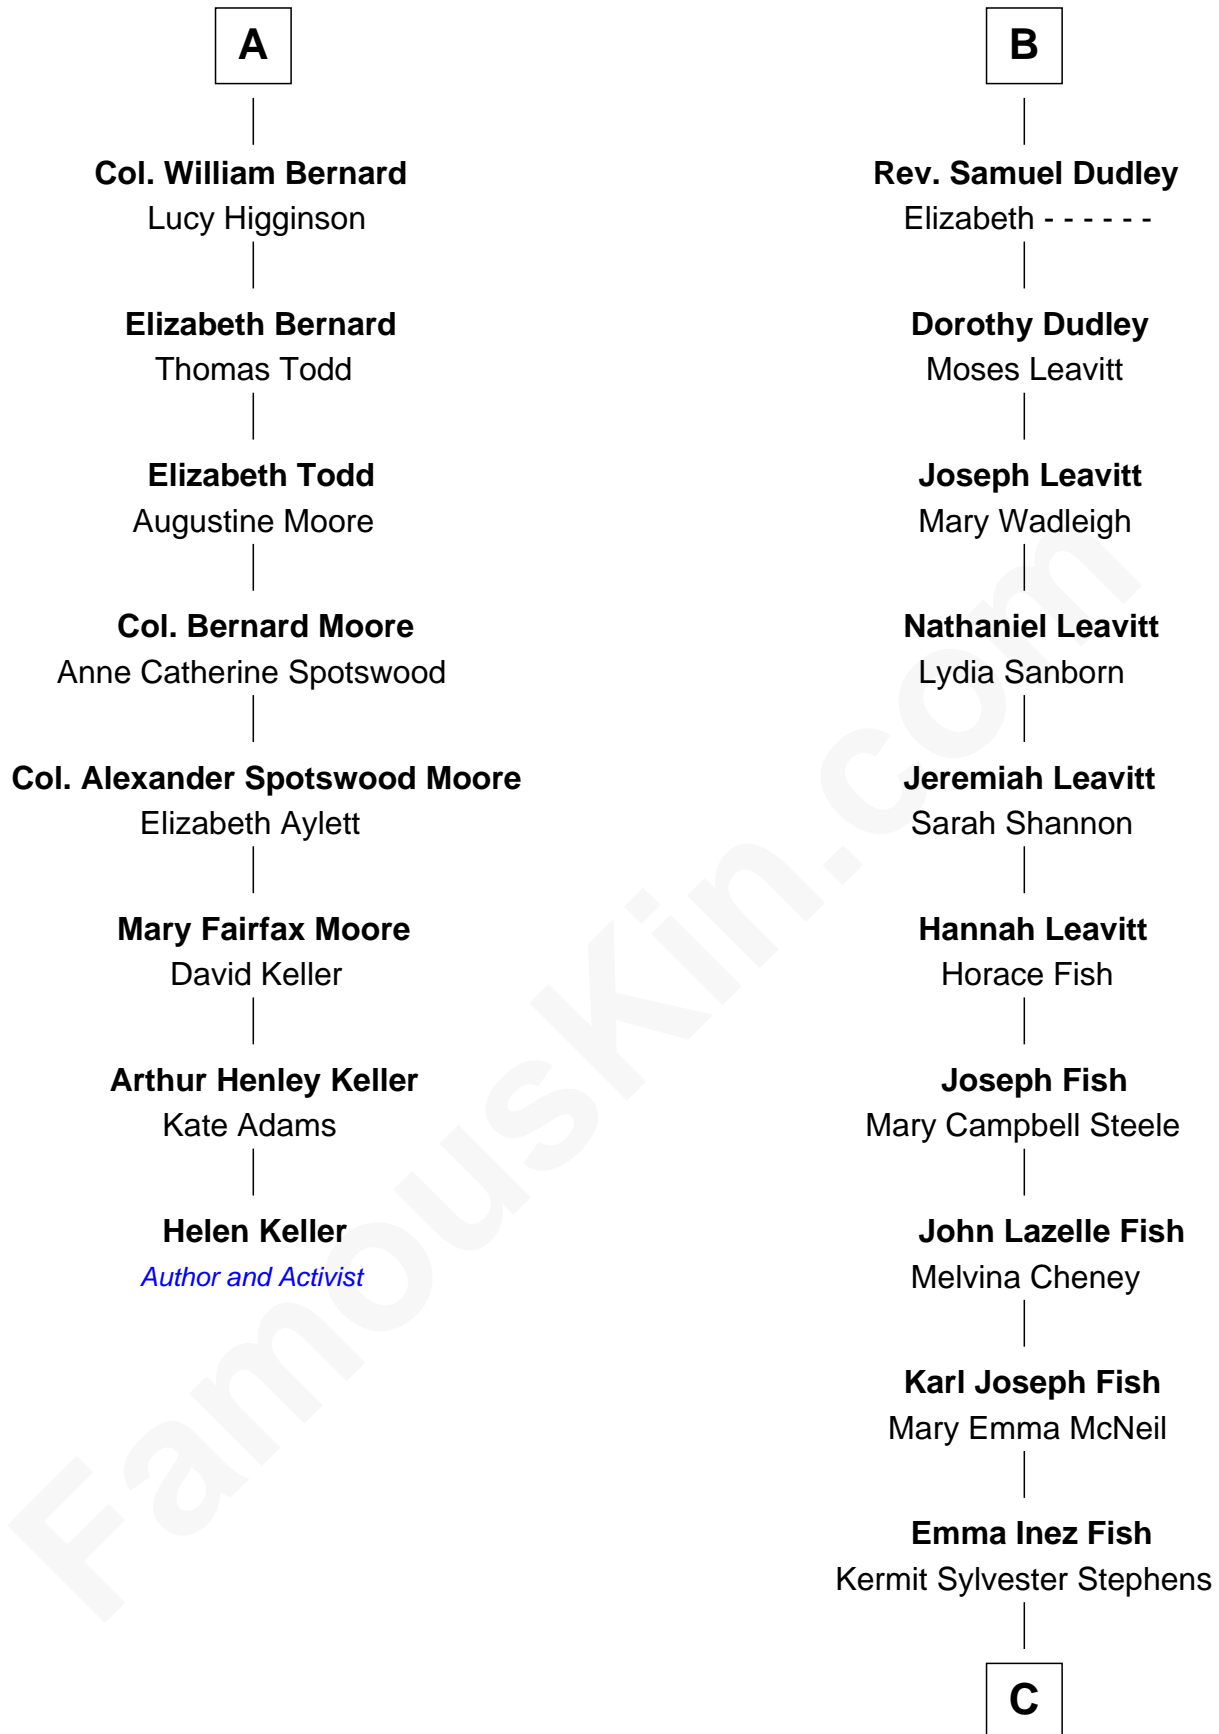 A
Col. William Bernard
Lucy Higginson
Elizabeth Bernard
Thomas Todd
Elizabeth Todd
Augustine Moore
Col. Bernard Moore
Anne Catherine Spotswood
Col. Alexander Spotswood Moore
Elizabeth Aylett
Mary Fairfax Moore
David Keller
Arthur Henley Keller
Kate Adams
Helen Keller
Author and Activist
B
Rev. Samuel Dudley
Elizabeth - - - - - -
Dorothy Dudley
Moses Leavitt
Joseph Leavitt
Mary Wadleigh
Nathaniel Leavitt
Lydia Sanborn
Jeremiah Leavitt
Sarah Shannon
Hannah Leavitt
Horace Fish
Joseph Fish
Mary Campbell Steele
John Lazelle Fish
Melvina Cheney
Karl Joseph Fish
Mary Emma McNeil
Emma Inez Fish
Kermit Sylvester Stephens
C
FamousKin.com